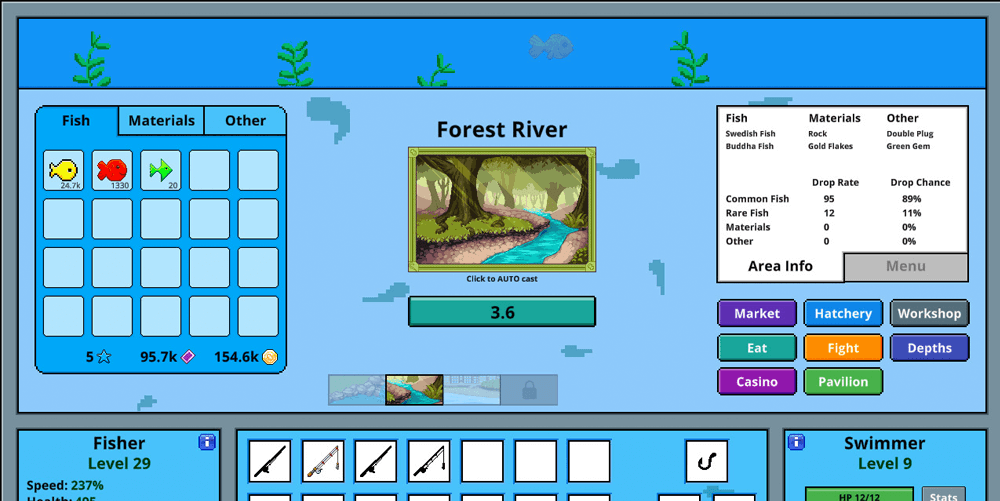 Fish Materials Other
24.7k 1330 20
5 95.7k 154.6k
Forest River
Click to AUTO cast
3.6
Fish Materials Other
Swedish Fish Rock Double Plug
Buddha Fish Gold Flakes Green Gem
Drop Rate Drop Chance
Common Fish 95 89%
Rare Fish 12 11%
Materials 0 0%
Other 0 0%
Area Info Menu
Market Hatchery Workshop
Eat Fight Depths
Casino Pavilion
Fisher
Level 29
Speed: 237%
Health: 495
Swimmer
Level 9
HP 12/12 Stats